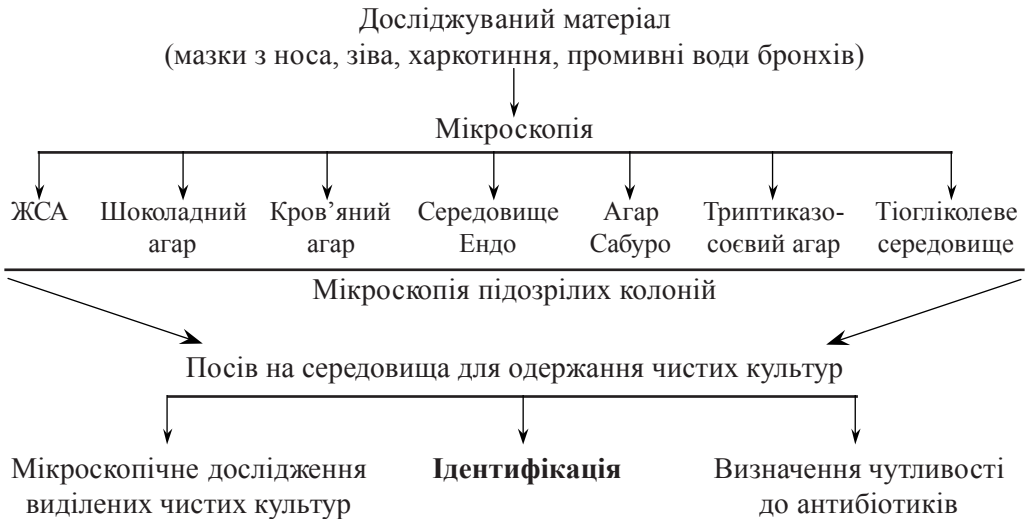 Досліджуваний матеріал
(мазки з носа, зіва, харкотиння, промивні води бронхів)
Мікроскопія
ЖСА Шоколадний Кров’яний Середовище Агар Триптиказо- Тіогліколеве
агар агар Ендо Сабуро соєвий агар середовище
Мікроскопія підозрілих колоній
Посів на середовища для одержання чистих культур
Мікроскопічне дослідження Ідентифікація Визначення чутливості
виділених чистих культур до антибіотиків